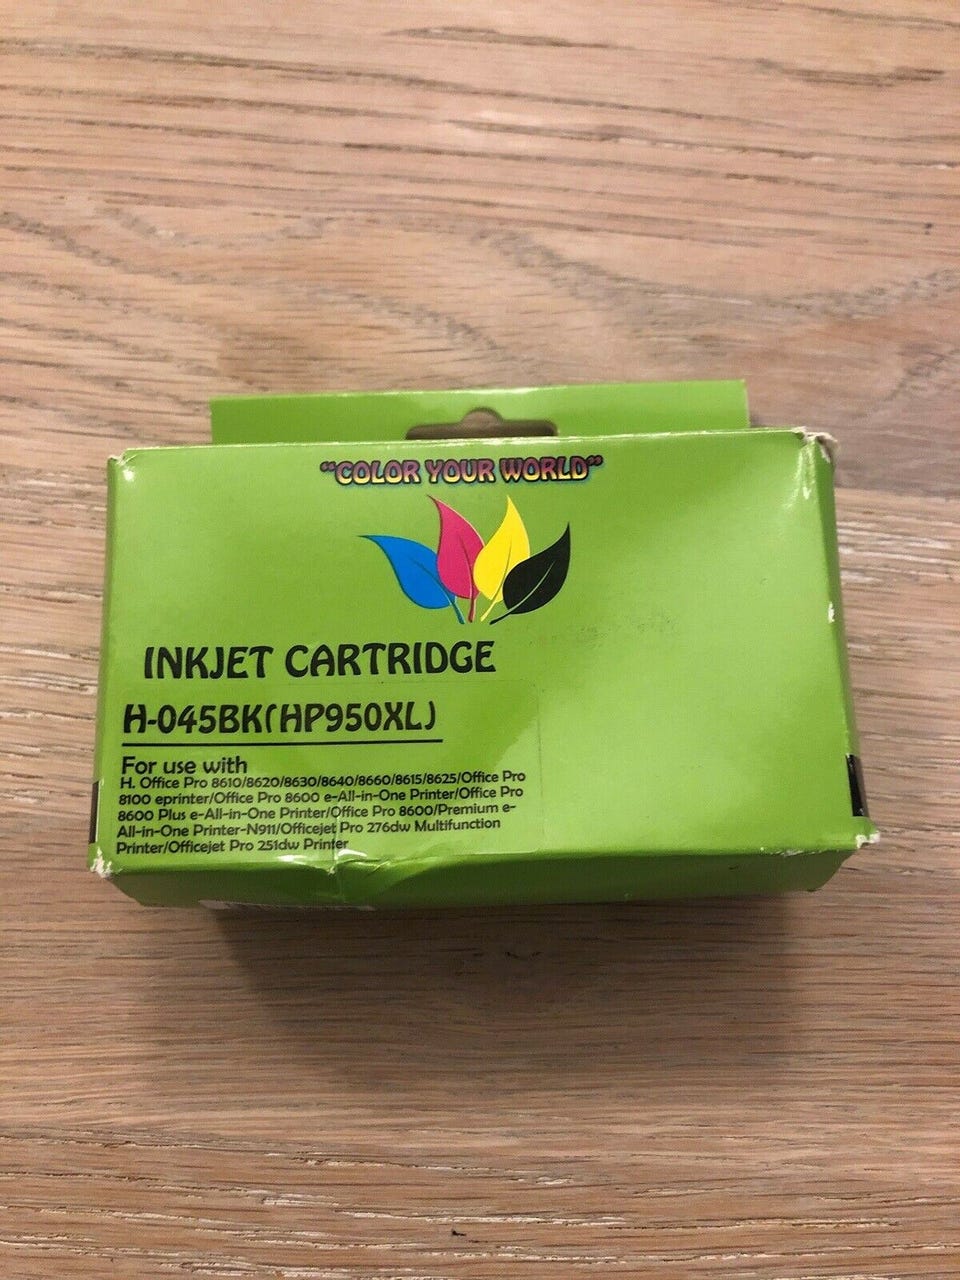 "COLOR YOUR WORLD"
INKJET CARTRIDGE
H-045BK(HP950XL)
For use with
H. Office Pro 8610/8620/8630/8640/8660/8615/8625/Office Pro
8100 eprinter/Office Pro 8600 e-All-in-One Printer/Office Pro
8600 Plus e-All-in-One Printer/Office Pro 8600/Premium e-
All-in-One Printer-N911/Officejet Pro 276dw Multifunction
Printer/Officejet Pro 251dw Printer